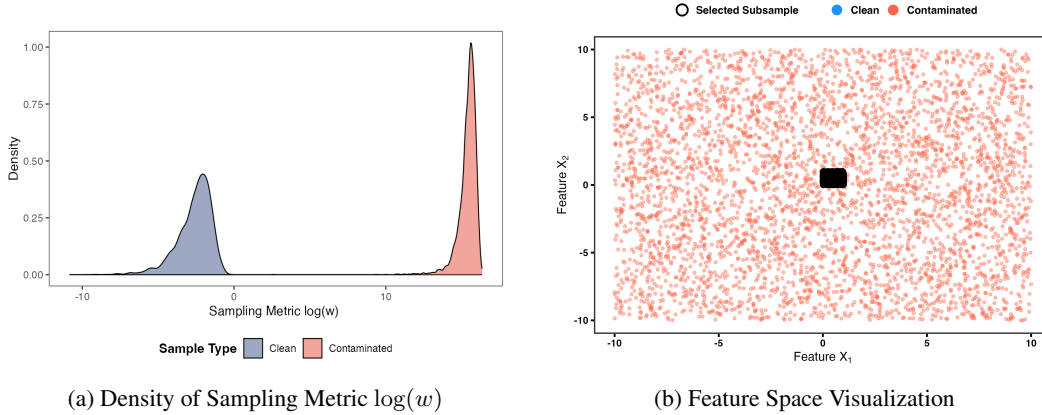 1.00
0.75
0.50
0.25
0.00
Density
-10
0
10
Sampling Metric log(w)
Sample Type Clean Contaminated
(a) Density of Sampling Metric log(w)
Selected Subsample Clean Contaminated
10
5
0
-5
-10
Feature X₂
-10
-5
0
5
10
Feature X₁
(b) Feature Space Visualization